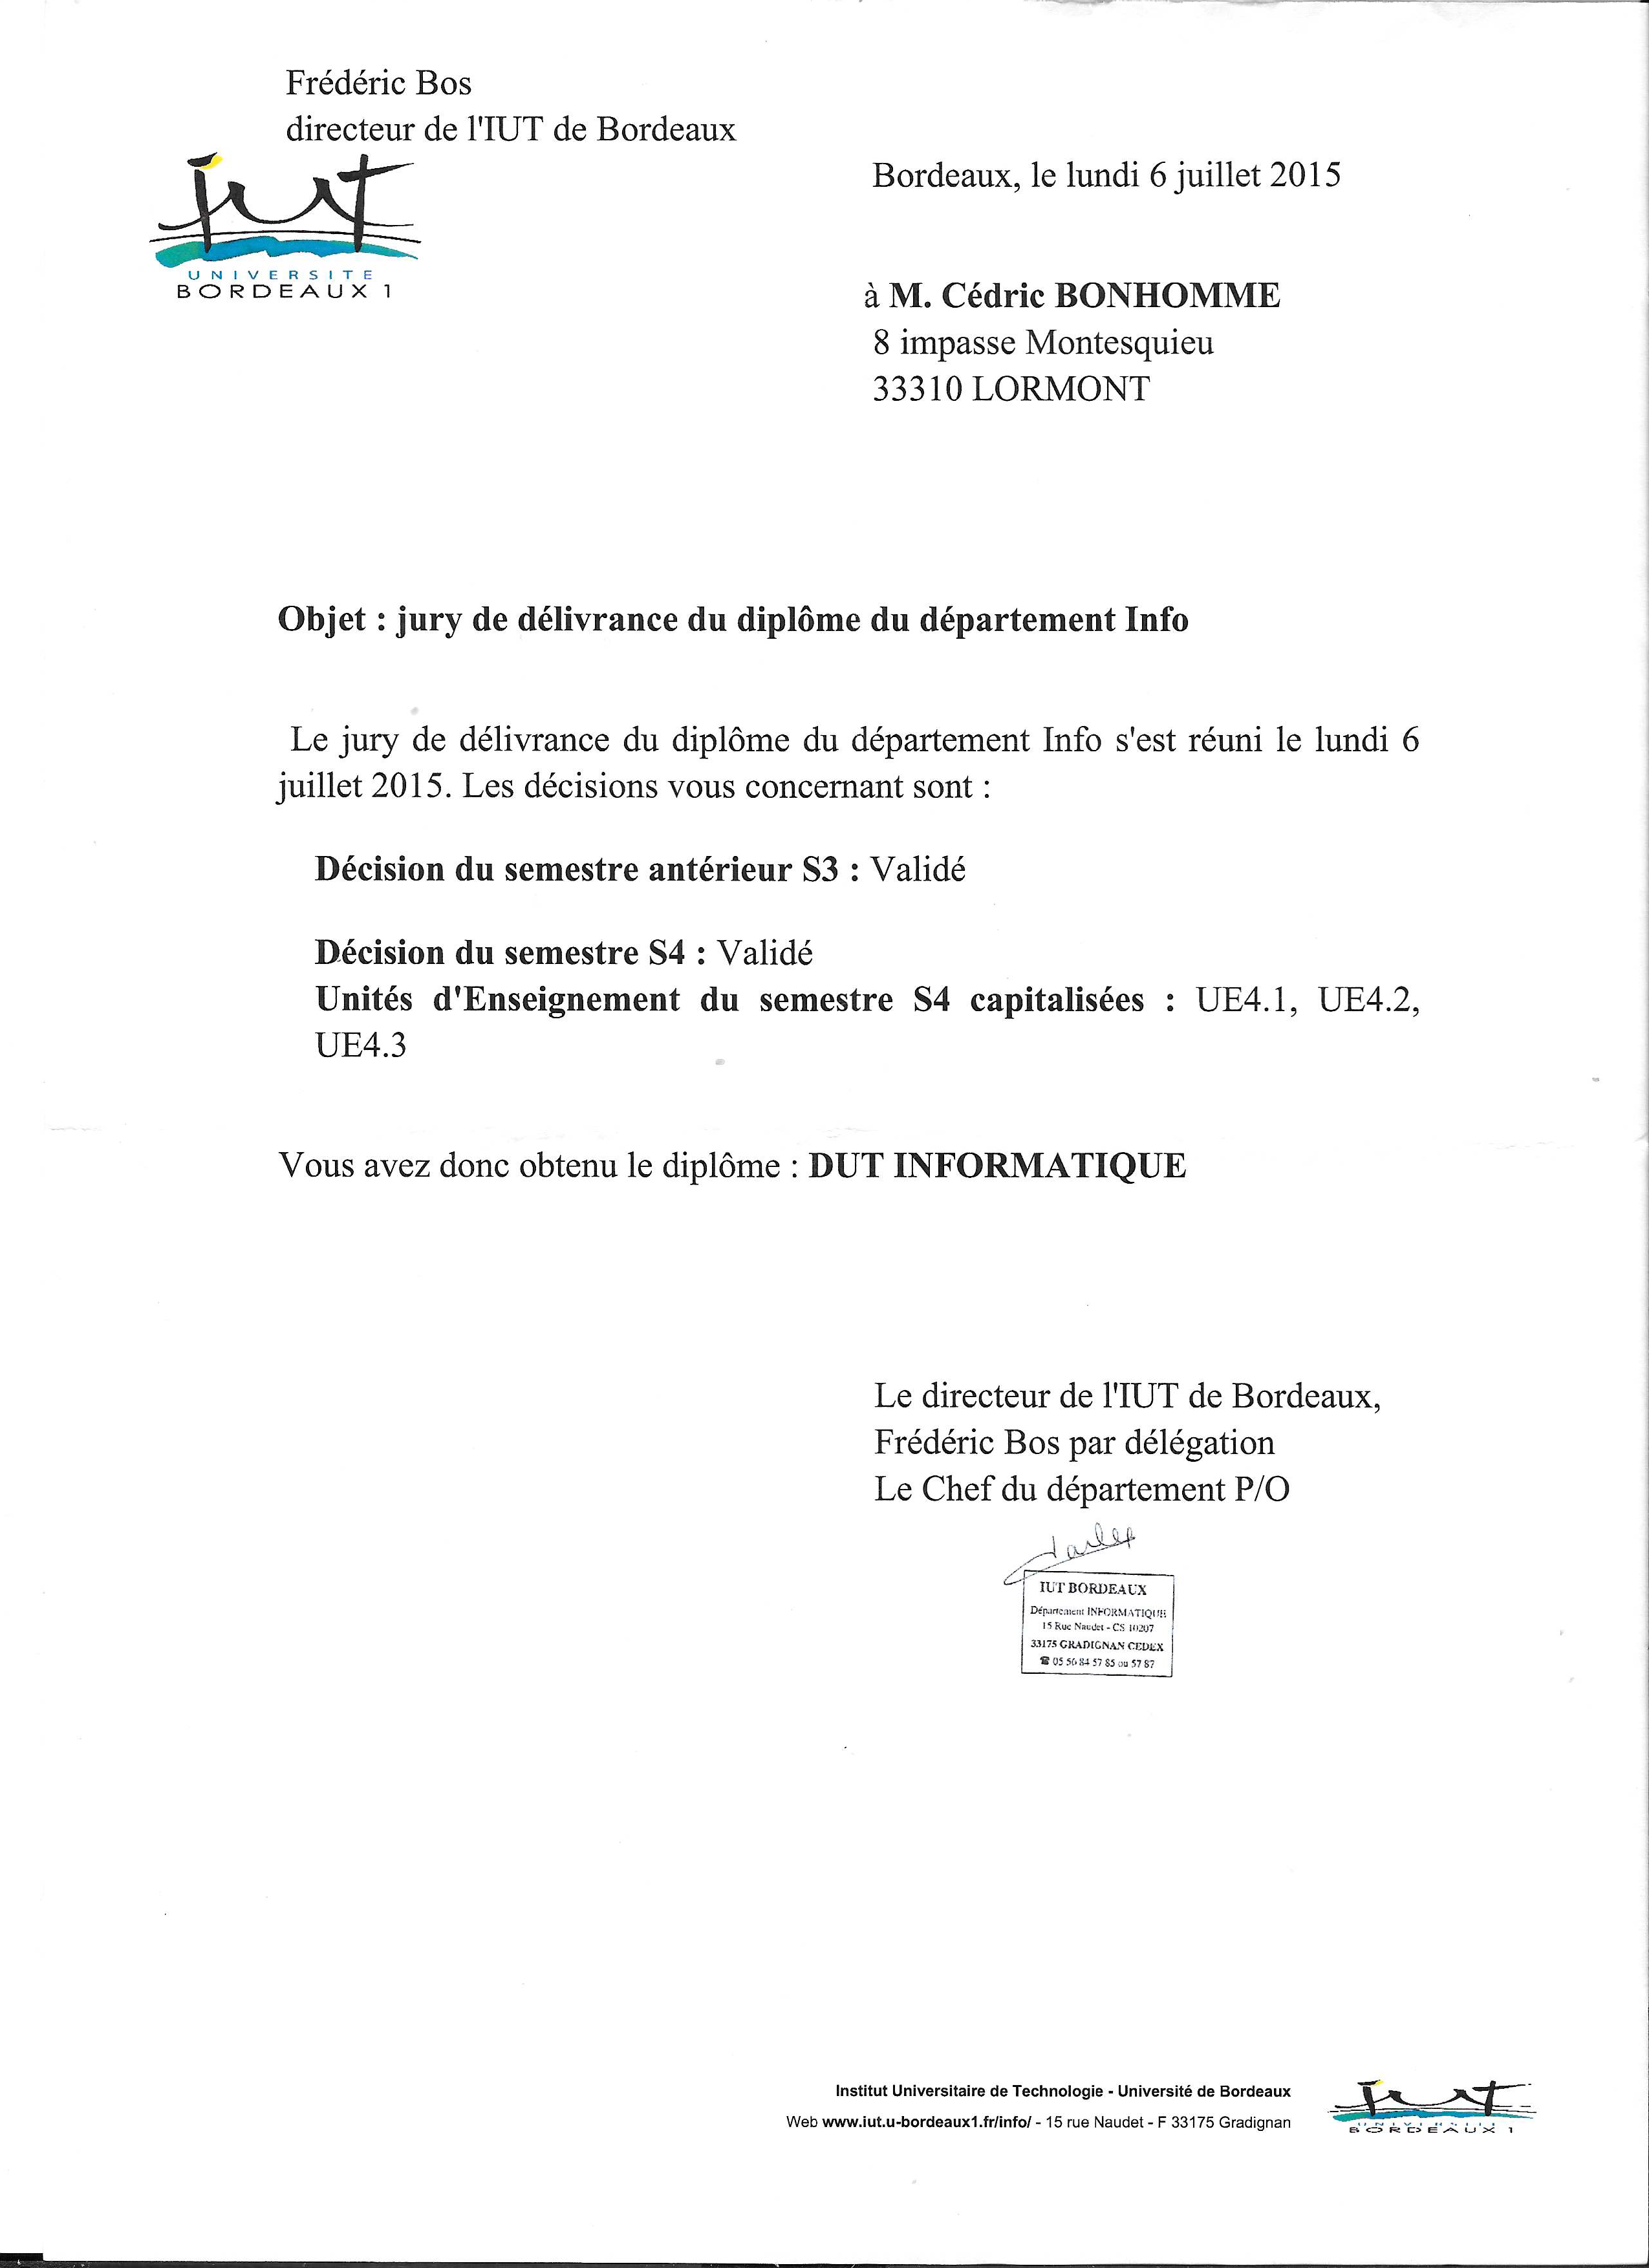 Frédéric Bos
directeur de l'IUT de Bordeaux
iut
UNIVERSITE
BORDEAUX 1
Bordeaux, le lundi 6 juillet 2015
à M. Cédric BONHOMME
8 impasse Montesquieu
33310 LORMONT
Objet : jury de délivrance du diplôme du département Info
Le jury de délivrance du diplôme du département Info s'est réuni le lundi 6
juillet 2015. Les décisions vous concernant sont :
Décision du semestre antérieur S3 : Validé
Décision du semestre S4 : Validé
Unités d'Enseignement du semestre S4 capitalisées : UE4.1, UE4.2,
UE4.3
Vous avez donc obtenu le diplôme : DUT INFORMATIQUE
Le directeur de l'IUT de Bordeaux,
Frédéric Bos par délégation
Le Chef du département P/O
IUT BORDEAUX
Département INFORMATIQUE
15 Rue Naudet - CS 10207
33175 GRADIGNAN CEDEX
☎ 05 56 84 57 85 ou 57 87
Institut Universitaire de Technologie - Université de Bordeaux
Web www.iut.u-bordeaux1.fr/info/ - 15 rue Naudet - F 33175 Gradignan
iut
UNIVERSITE
BORDEAUX 1